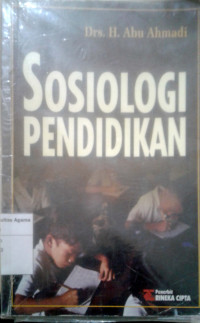 Drs. H. Abu Ahmadi
SOSIOLOGI
PENDIDIKAN
Penerbit
RINEKA CIPTA